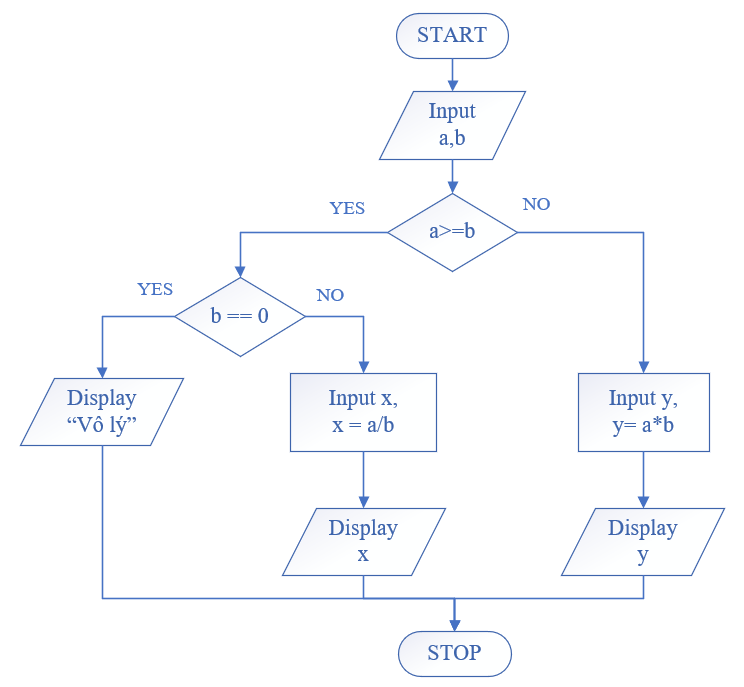 START
Input
a,b
YES
NO
a>=b
YES
NO
b == 0
Display
“Vô lý”
Input x,
x = a/b
Input y,
y= a*b
Display
x
Display
y
STOP